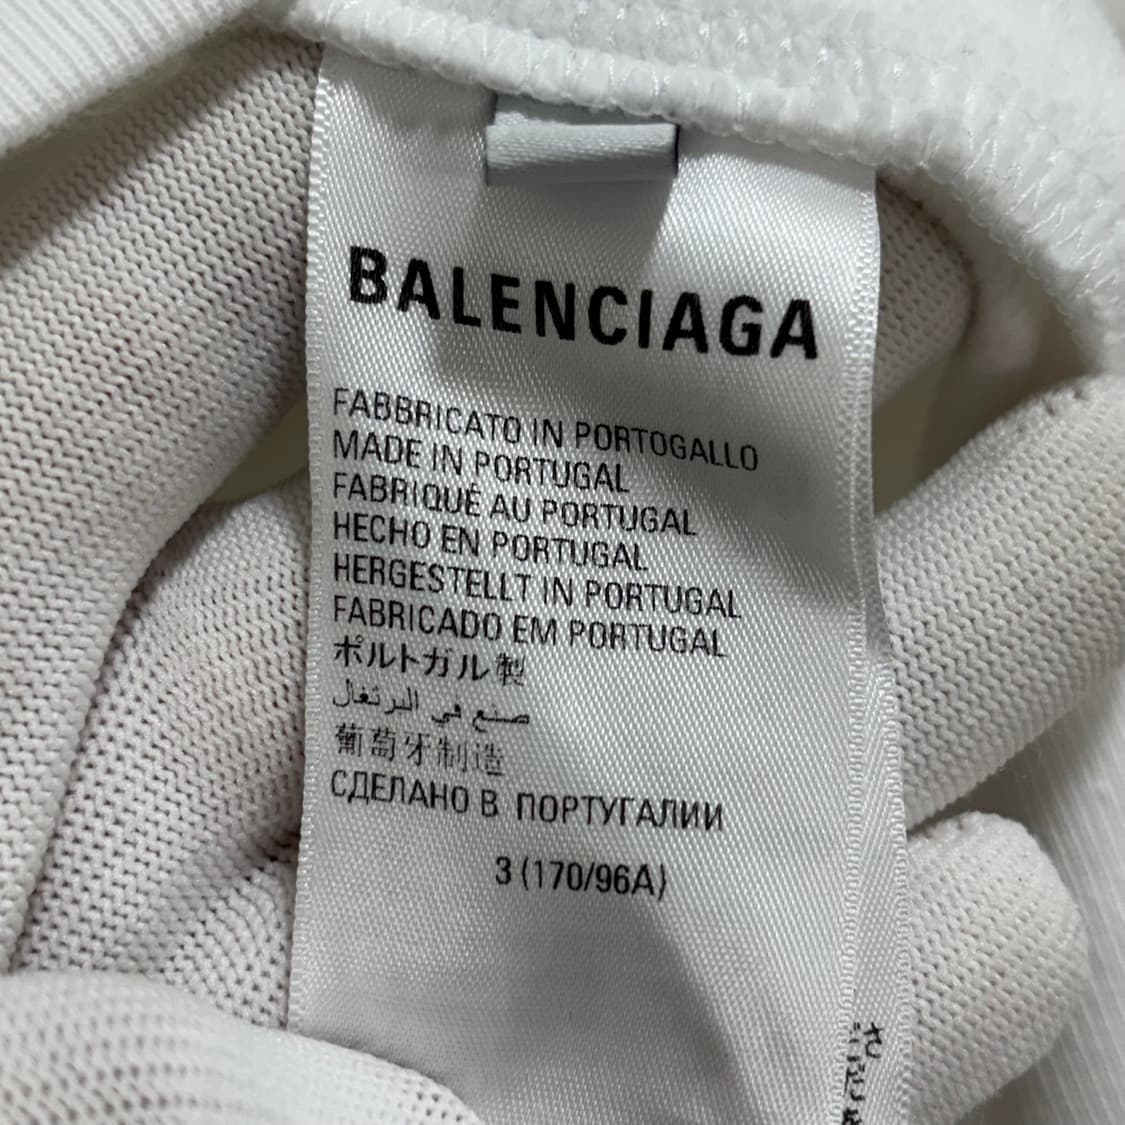 BALENCIAGA
FABBRICATO IN PORTOGALLO
MADE IN PORTUGAL
FABRIQUÉ AU PORTUGAL
HECHO EN PORTUGAL
HERGESTELLT IN PORTUGAL
FABRICADO EM PORTUGAL
ポルトガル製
صنع في البرتغال
葡萄牙制造
СДЕЛАНО В ПОРТУГАЛИИ
3 (170/96A)